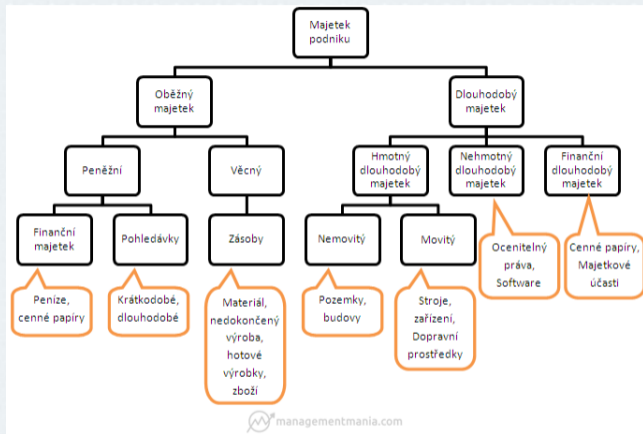 Majetek
podniku
Oběžný
majetek
Dlouhodobý
majetek
Peněžní
Věcný
Hmotný
dlouhodobý
majetek
Nehmotný
dlouhodobý
majetek
Finanční
dlouhodobý
majetek
Finanční
majetek
Pohledávky
Zásoby
Nemovitý
Movitý
Peníze,
cenné papíry
Krátkodobé,
dlouhodobé
Materiál,
nedokončený
výroba,
hotové
výrobky,
zboží
Pozemky,
budovy
Stroje,
zařízení,
Dopravní
prostředky
Ocenitelný
práva,
Software
Cenné papíry,
Majetkové
účasti
managementmania.com